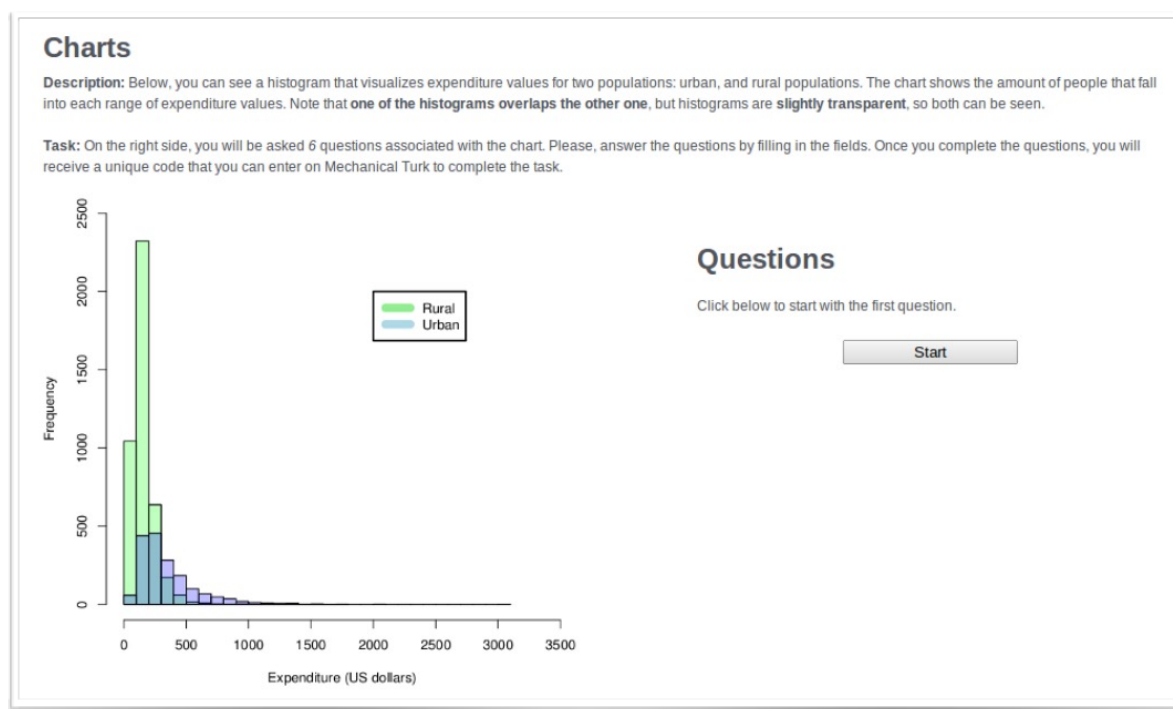 Charts
Description: Below, you can see a histogram that visualizes expenditure values for two populations: urban, and rural populations. The chart shows the amount of people that fall
into each range of expenditure values. Note that one of the histograms overlaps the other one, but histograms are slightly transparent, so both can be seen.
Task: On the right side, you will be asked 6 questions associated with the chart. Please, answer the questions by filling in the fields. Once you complete the questions, you will
receive a unique code that you can enter on Mechanical Turk to complete the task.
2500
2000
1500
1000
500
0
Frequency
Rural
Urban
0 500 1000 1500 2000 2500 3000 3500
Expenditure (US dollars)
Questions
Click below to start with the first question.
Start